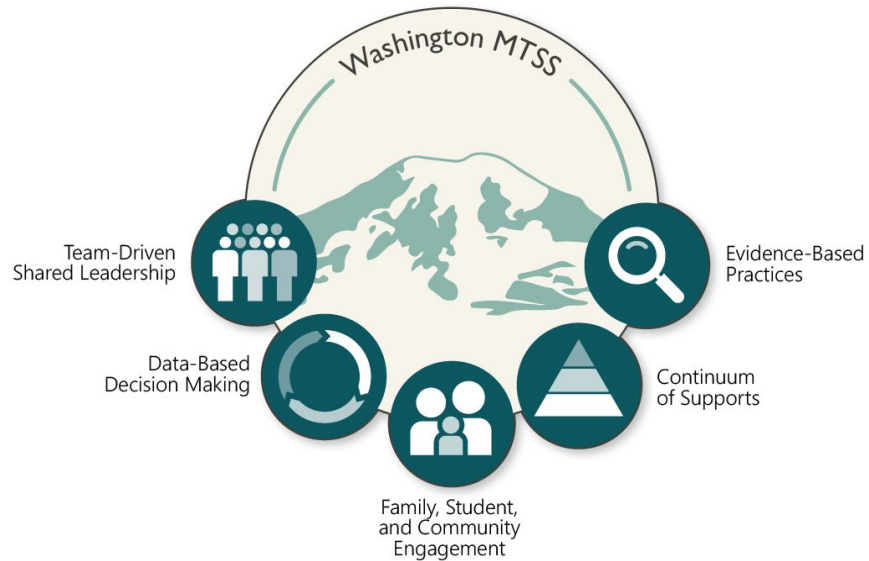 Washington MTSS
Team-Driven
Shared Leadership
Evidence-Based
Practices
Data-Based
Decision Making
Continuum
of Supports
Family, Student,
and Community
Engagement